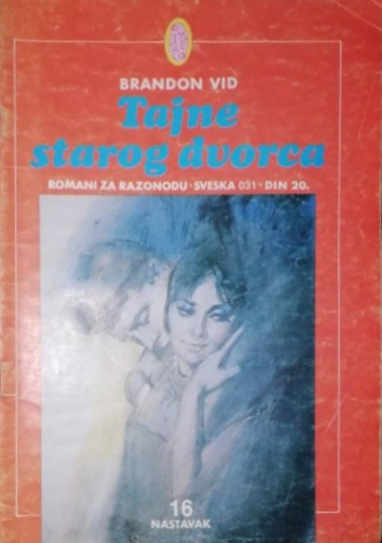 BRANDON VID
Tajne
starog dvorca
ROMANI ZA RAZONODU · SVESKA 031 · DIN 20.
16
NASTAVAK